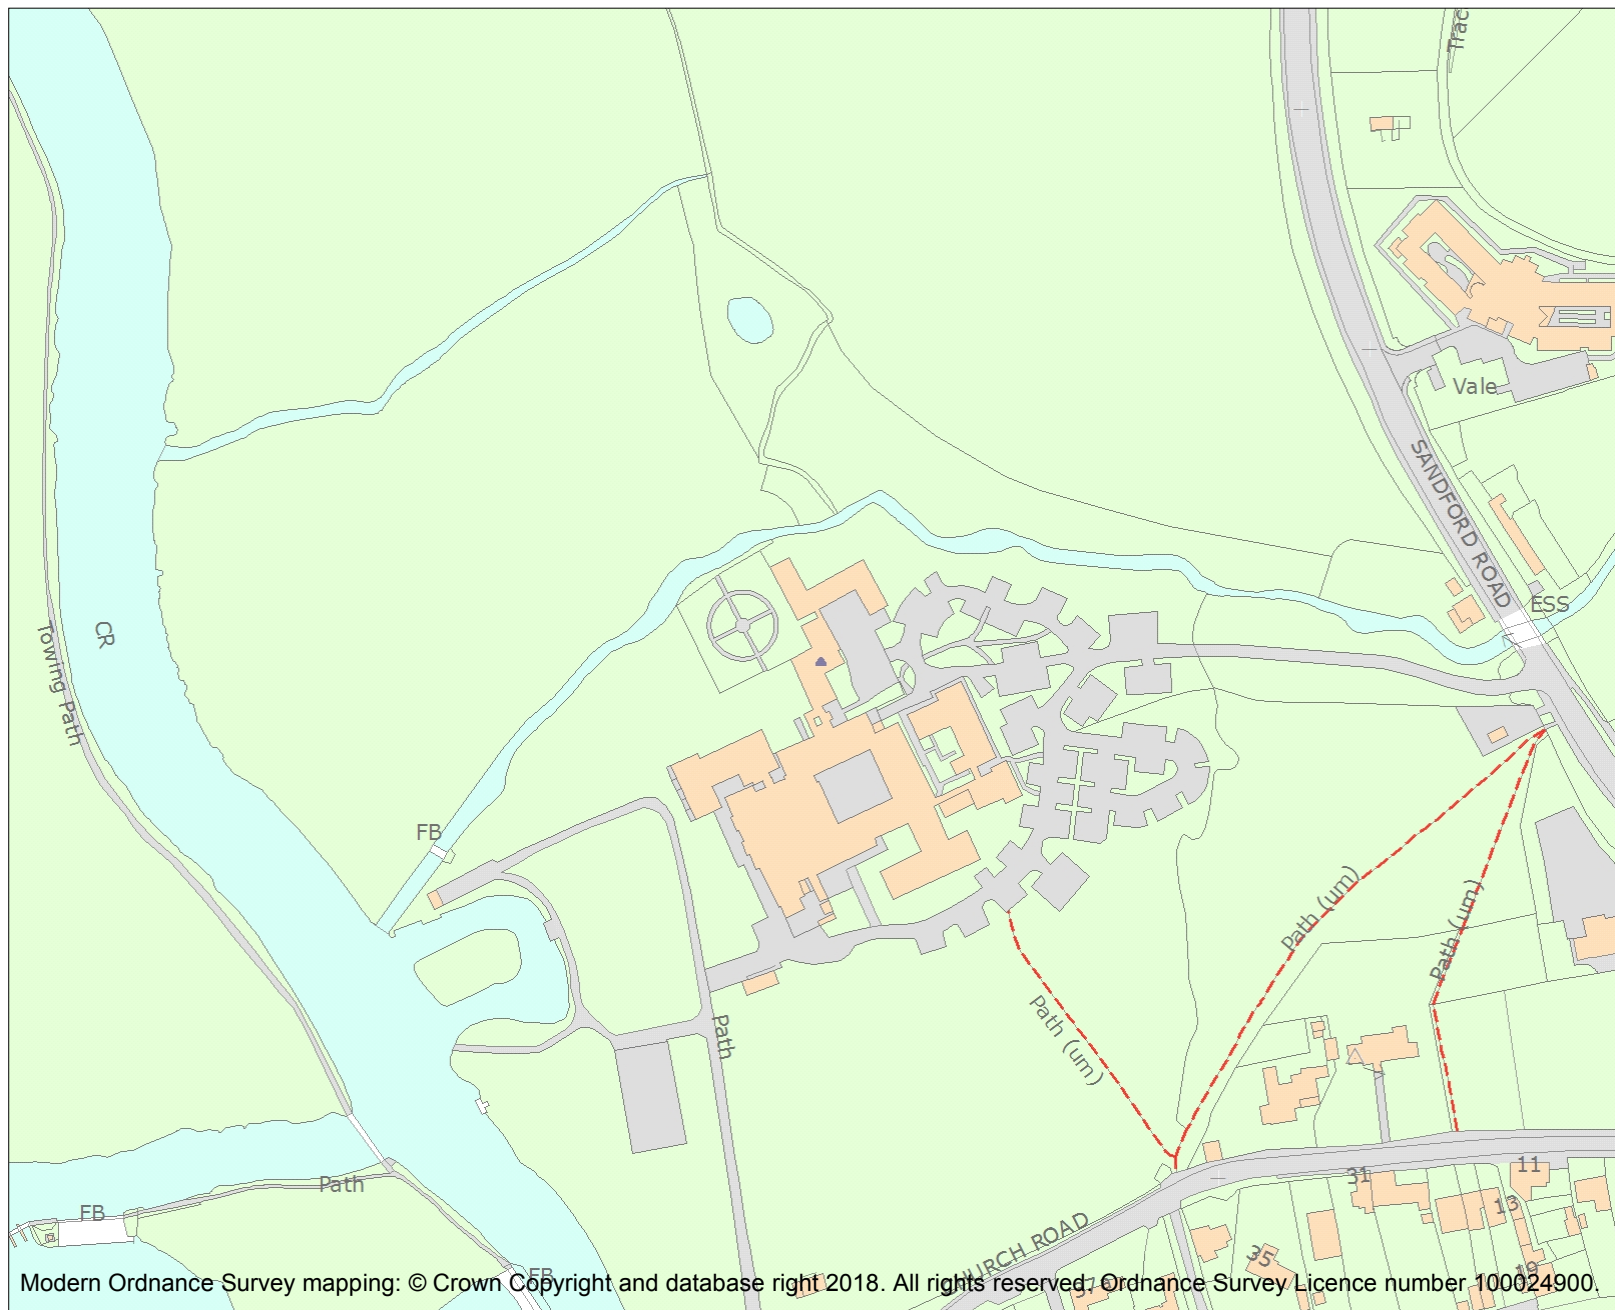 Trac
Vale
SANDFORD ROAD
ESS
CR
Towing Path
FB
Path (um)
Path (um)
Path (um)
Path
Path
FB
FB
31
11
13
35
19
CHURCH ROAD
Modern Ordnance Survey mapping: © Crown Copyright and database right 2018. All rights reserved. Ordnance Survey Licence number 100024900.